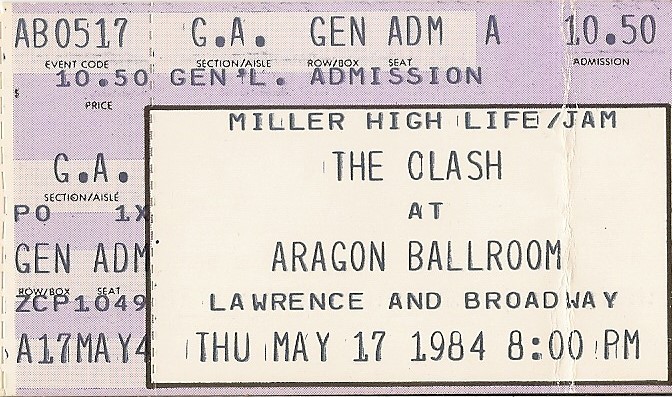 AB0517 G.A. GEN ADM A 10.50
EVENT CODE SECTION/AISLE ROW/BOX SEAT ADMISSION
$ 10.50 GEN'L. ADMISSION
PRICE
MILLER HIGH LIFE/JAM
G.A. THE CLASH
SECTION/AISLE
PO 1X AT
GEN ADM ARAGON BALLROOM
ROW/BOX SEAT
ZCP1049 LAWRENCE AND BROADWAY
A17MAY4 THU MAY 17 1984 8:00 PM